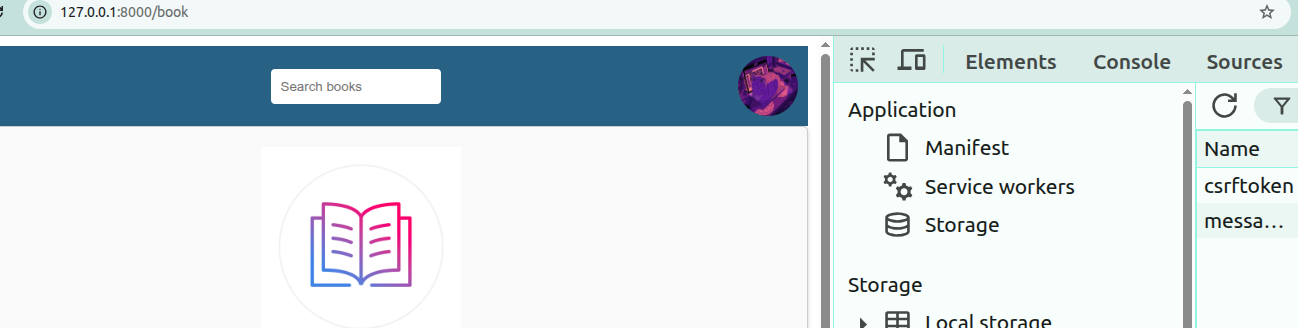 127.0.0.1:8000/book
Search books
Elements Console Sources
Application
Manifest
Service workers
Storage
Storage
Local storage
Name
csrftoken
messa...